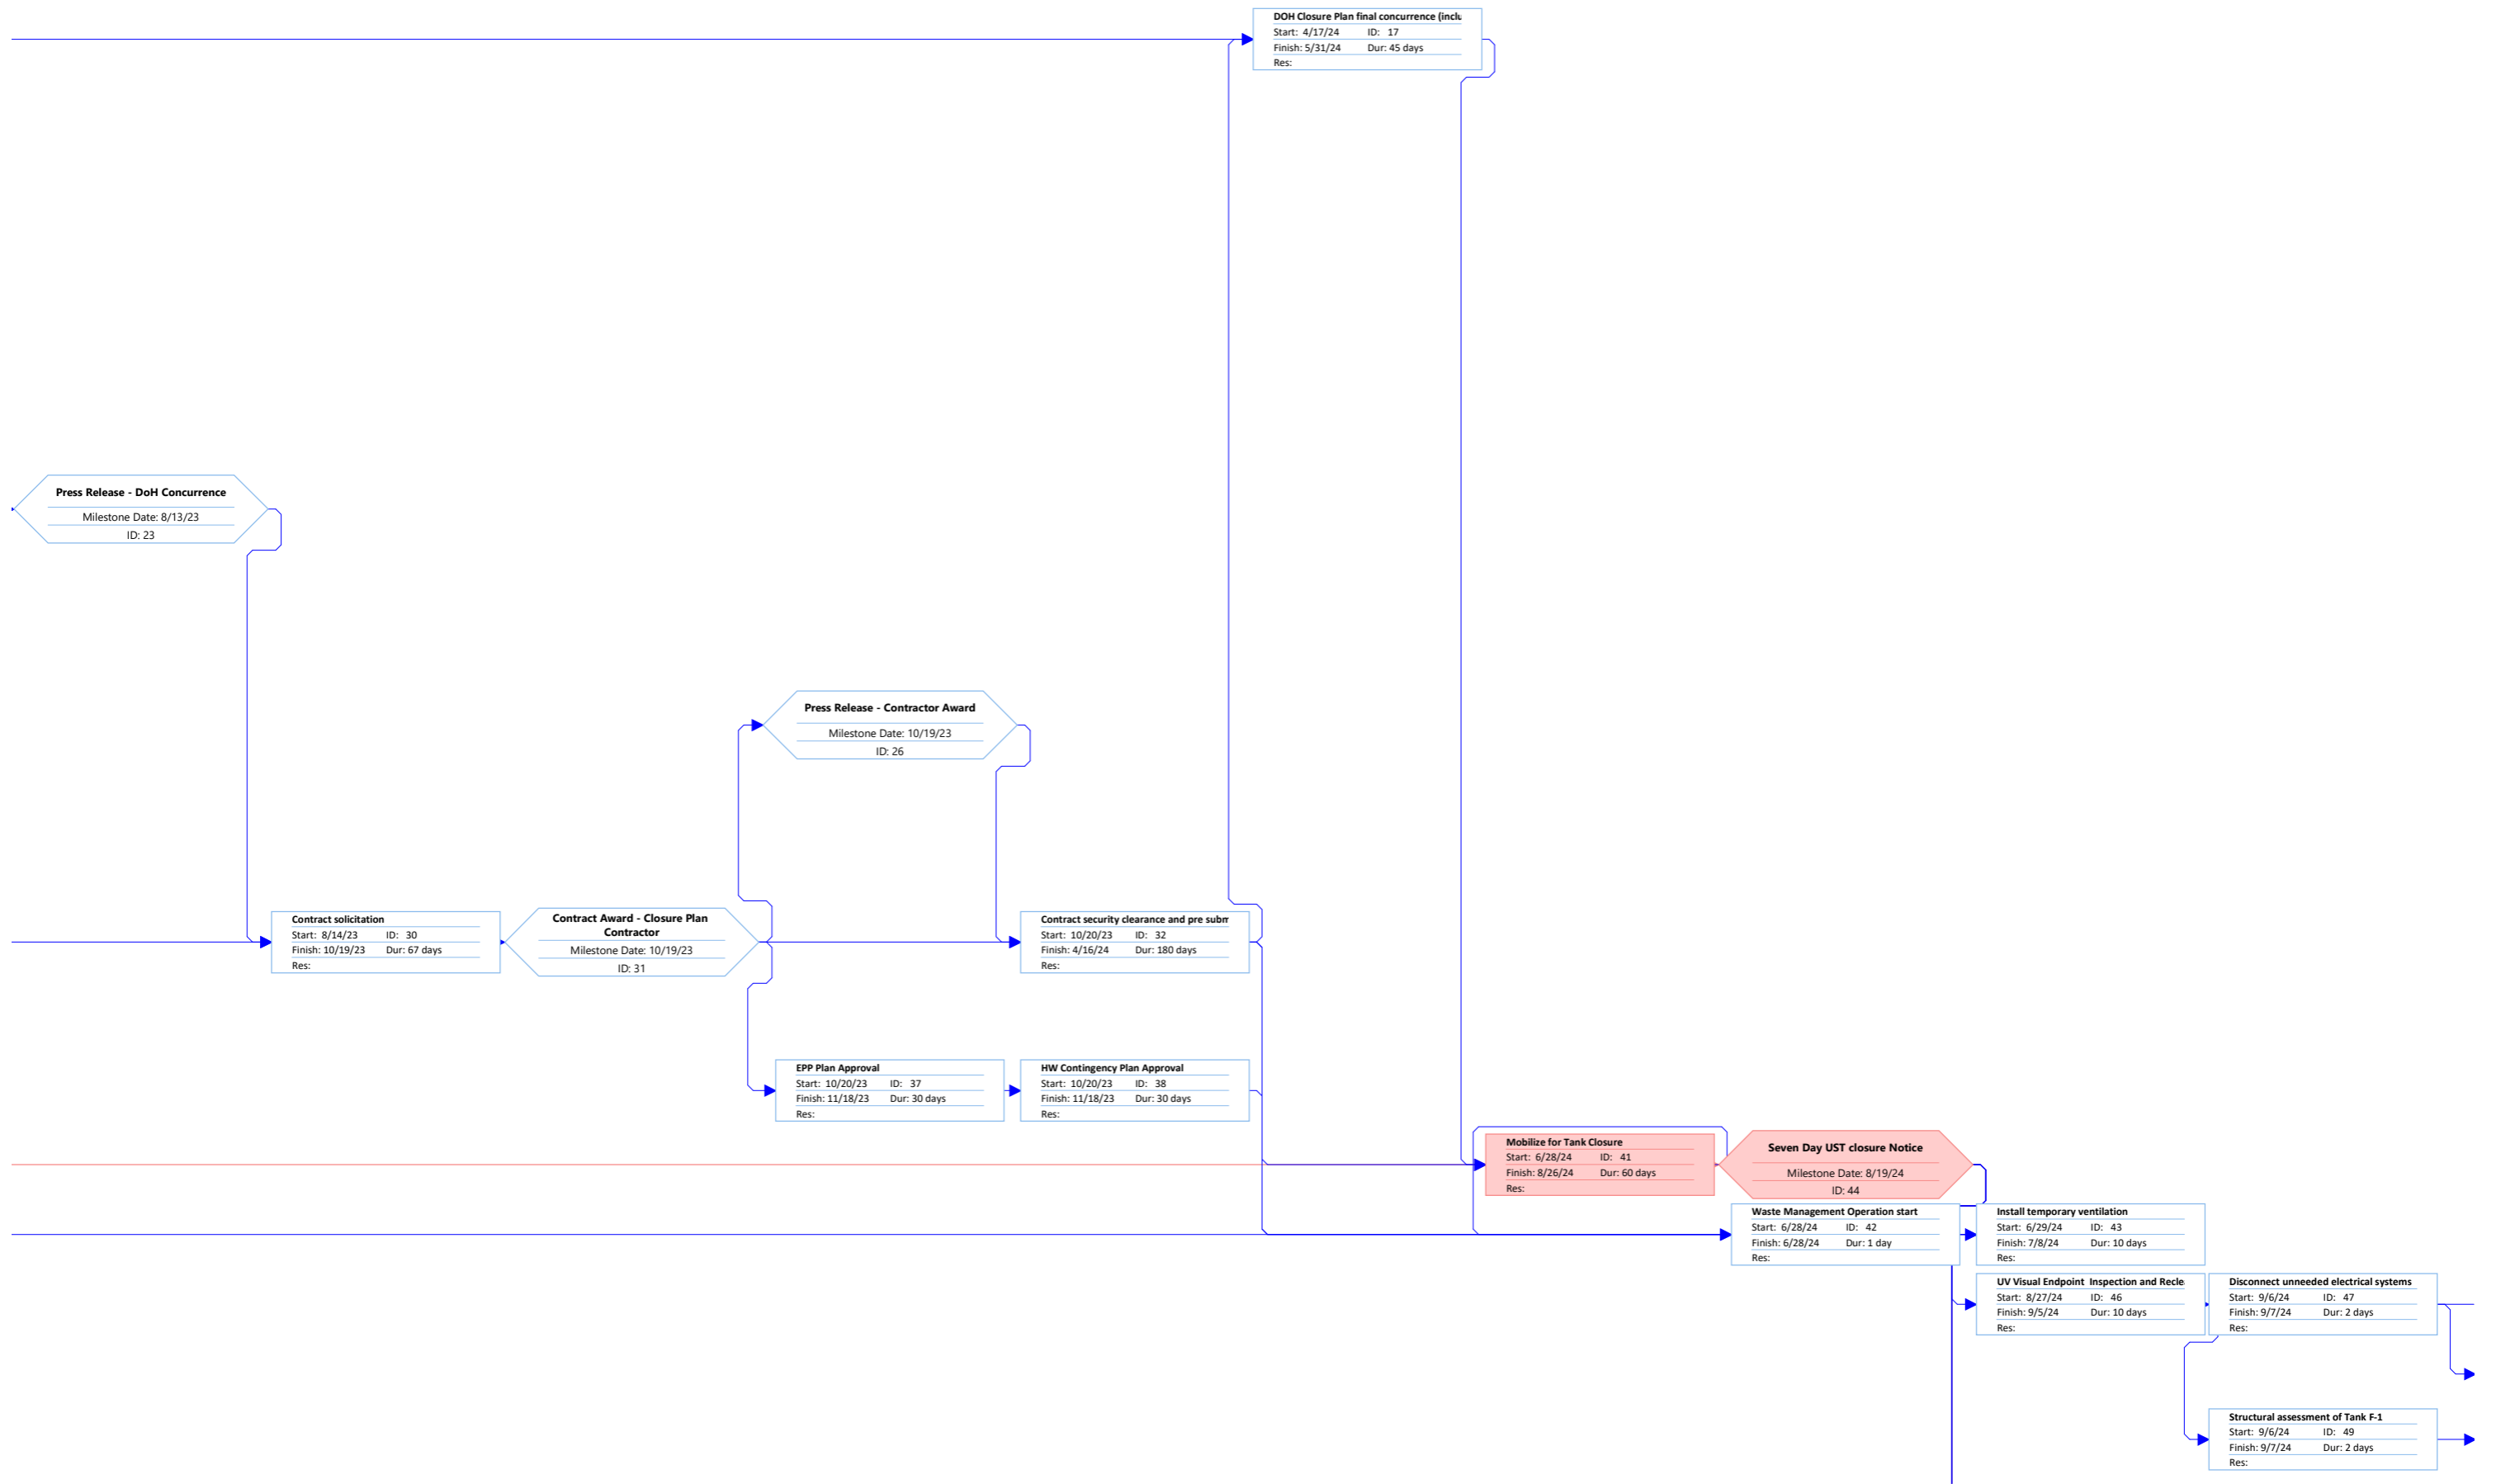 DOH Closure Plan final concurrence (inclu
Start: 4/17/24 ID: 17
Finish: 5/31/24 Dur: 45 days
Res:
Press Release - DoH Concurrence
Milestone Date: 8/13/23
ID: 23
Press Release - Contractor Award
Milestone Date: 10/19/23
ID: 26
Contract solicitation
Start: 8/14/23 ID: 30
Finish: 10/19/23 Dur: 67 days
Res:
Contract Award - Closure Plan
Contractor
Milestone Date: 10/19/23
ID: 31
Contract security clearance and pre subm
Start: 10/20/23 ID: 32
Finish: 4/16/24 Dur: 180 days
Res:
EPP Plan Approval
Start: 10/20/23 ID: 37
Finish: 11/18/23 Dur: 30 days
Res:
HW Contingency Plan Approval
Start: 10/20/23 ID: 38
Finish: 11/18/23 Dur: 30 days
Res:
Mobilize for Tank Closure
Start: 6/28/24 ID: 41
Finish: 8/26/24 Dur: 60 days
Res:
Seven Day UST closure Notice
Milestone Date: 8/19/24
ID: 44
Waste Management Operation start
Start: 6/28/24 ID: 42
Finish: 6/28/24 Dur: 1 day
Res:
Install temporary ventilation
Start: 6/29/24 ID: 43
Finish: 7/8/24 Dur: 10 days
Res:
UV Visual Endpoint Inspection and Recle
Start: 8/27/24 ID: 46
Finish: 9/5/24 Dur: 10 days
Res:
Disconnect unneeded electrical systems
Start: 9/6/24 ID: 47
Finish: 9/7/24 Dur: 2 days
Res:
Structural assessment of Tank F-1
Start: 9/6/24 ID: 49
Finish: 9/7/24 Dur: 2 days
Res: